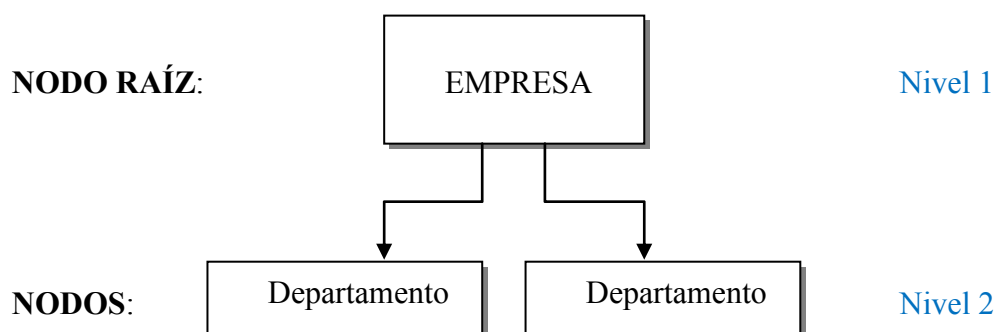 NODO RAÍZ: EMPRESA Nivel 1
NODOS: Departamento Departamento Nivel 2